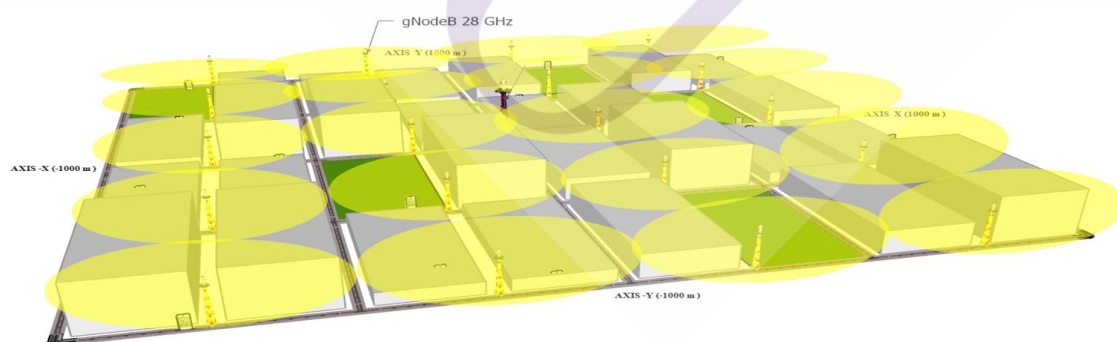 gNodeB 28 GHz
AXIS Y (1000 m)
AXIS X (1000 m)
AXIS -X (-1000 m)
AXIS -Y (-1000 m)